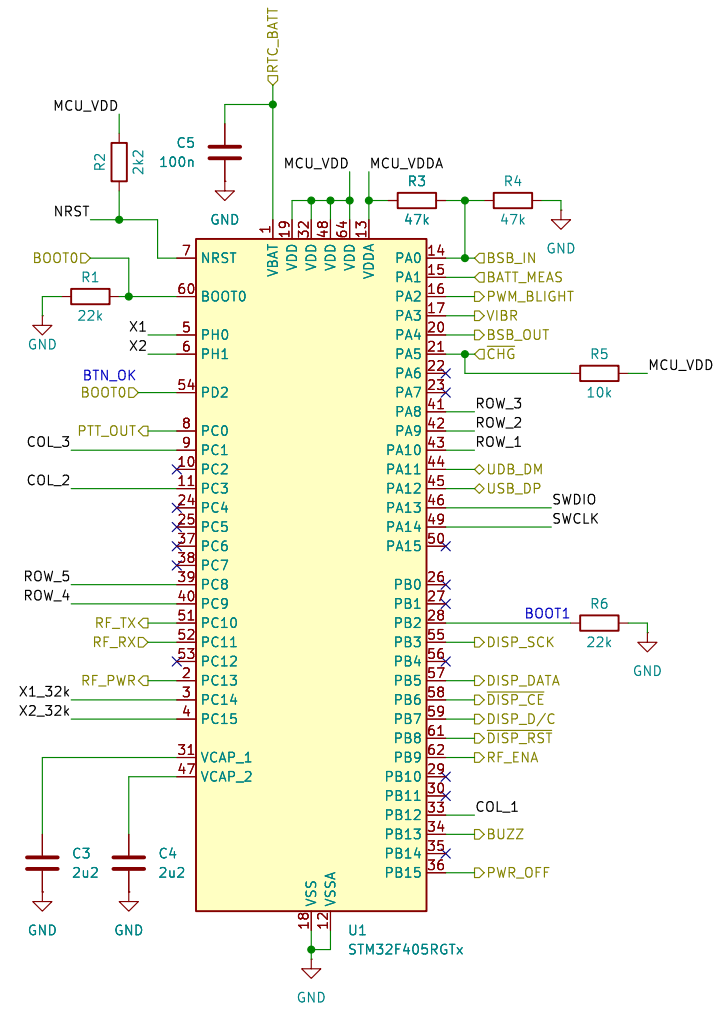 RTC_BATT
MCU_VDD
C5
100n
R2
2k2
MCU_VDD
MCU_VDDA
R3
47k
R4
47k
NRST
GND
GND
1
19
32
48
64
13
VBAT
VDD
VDD
VDD
VDD
VDDA
7
NRST
PA0
14
BSB_IN
BOOT0
R1
22k
GND
60
BOOT0
PA1
15
BATT_MEAS
PA2
16
PWM_BLIGHT
PA3
17
VIBR
X1
5
PH0
PA4
20
BSB_OUT
X2
6
PH1
PA5
21
CHG
R5
10k
MCU_VDD
PA6
22
BTN_OK
BOOT0
54
PD2
PA7
23
PA8
41
ROW_3
PTT_OUT
8
PC0
PA9
42
ROW_2
COL_3
9
PC1
PA10
43
ROW_1
10
PC2
PA11
44
UDB_DM
COL_2
11
PC3
PA12
45
USB_DP
24
PC4
PA13
46
SWDIO
25
PC5
PA14
49
SWCLK
37
PC6
PA15
50
38
PC7
ROW_5
39
PC8
PB0
26
ROW_4
40
PC9
PB1
27
RF_TX
51
PC10
PB2
28
BOOT1
R6
22k
GND
RF_RX
52
PC11
PB3
55
DISP_SCK
53
PC12
PB4
56
RF_PWR
2
PC13
PB5
57
DISP_DATA
X1_32k
3
PC14
PB6
58
DISP_CE
X2_32k
4
PC15
PB7
59
DISP_D/C
PB8
61
DISP_RST
31
VCAP_1
PB9
62
RF_ENA
47
VCAP_2
PB10
29
PB11
30
PB12
33
COL_1
PB13
34
BUZZ
PB14
35
PB15
36
PWR_OFF
C3
2u2
GND
C4
2u2
GND
VSS
VSSA
18
12
U1
STM32F405RGTx
GND